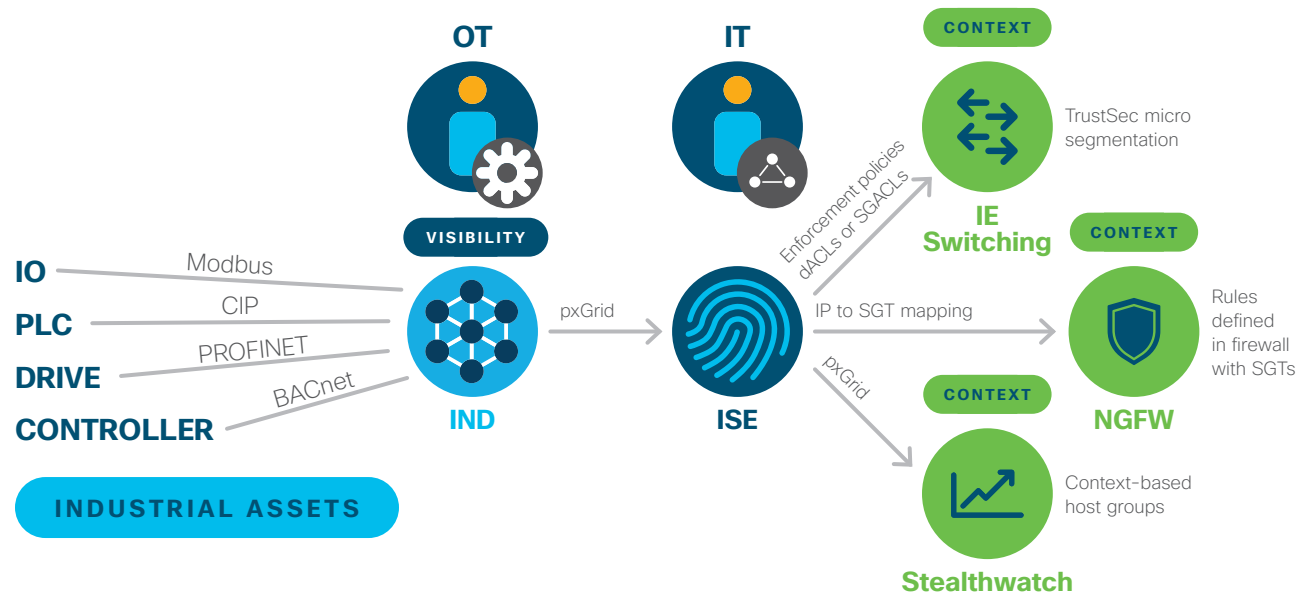 OT
IT
CONTEXT
TrustSec micro
segmentation
Enforcement policies
dACLs or SGACLs
IE
Switching
VISIBILITY
CONTEXT
IO
Modbus
PLC
CIP
DRIVE
PROFINET
CONTROLLER
BACnet
IND
pxGrid
ISE
IP to SGT mapping
Rules
defined
in firewall
with SGTs
NGFW
pxGrid
CONTEXT
Context-based
host groups
Stealthwatch
INDUSTRIAL ASSETS